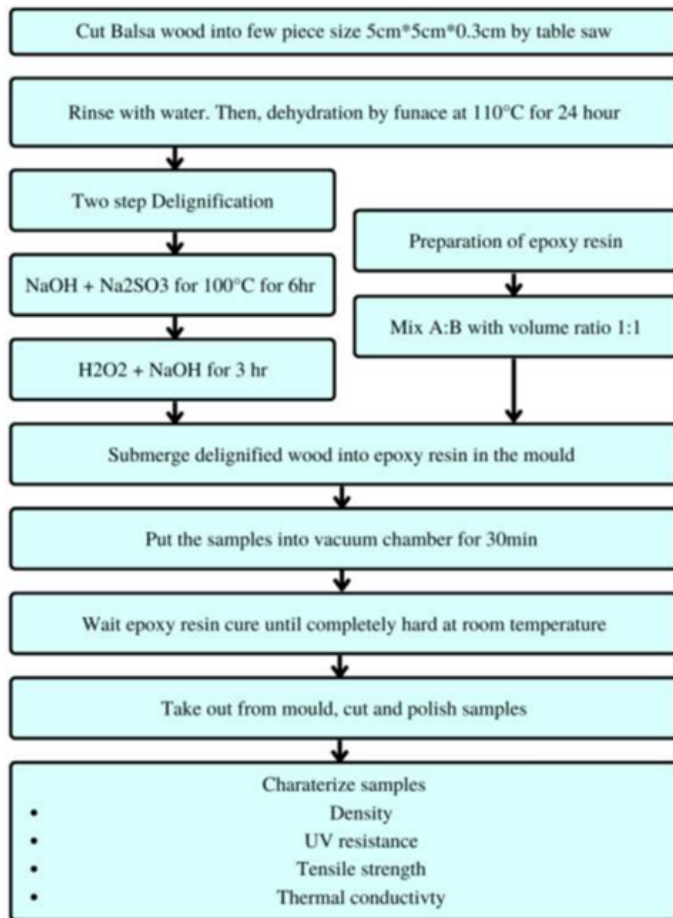 Cut Balsa wood into few piece size 5cm*5cm*0.3cm by table saw
Rinse with water. Then, dehydration by funace at 110°C for 24 hour
Two step Delignification
Preparation of epoxy resin
NaOH + Na2SO3 for 100°C for 6hr
Mix A:B with volume ratio 1:1
H2O2 + NaOH for 3 hr
Submerge delignified wood into epoxy resin in the mould
Put the samples into vacuum chamber for 30min
Wait epoxy resin cure until completely hard at room temperature
Take out from mould, cut and polish samples
Charaterize samples
• Density
• UV resistance
• Tensile strength
• Thermal conductivty